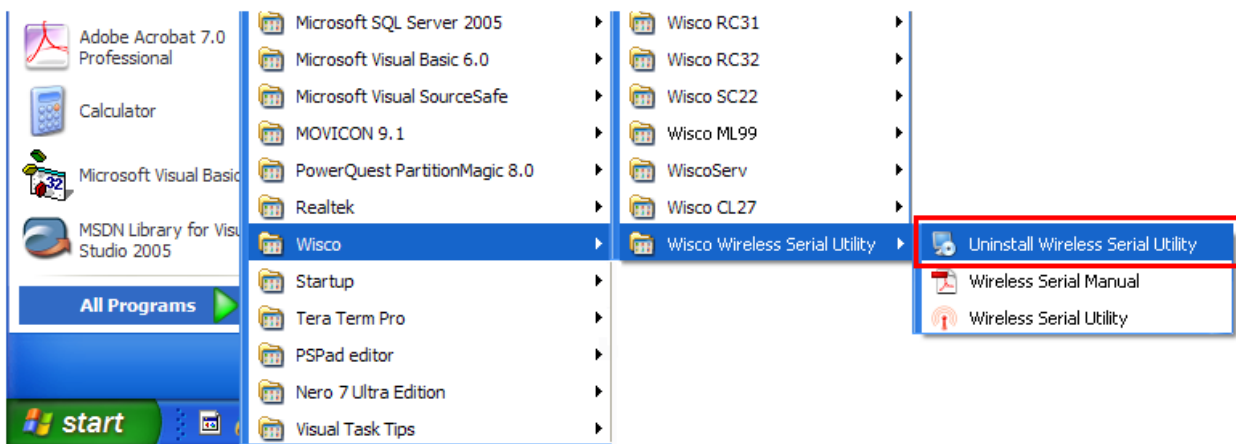 Adobe Acrobat 7.0
Professional
Calculator
Microsoft Visual Basic
MSDN Library for Visu
Studio 2005
All Programs
start
Microsoft SQL Server 2005
Microsoft Visual Basic 6.0
Microsoft Visual SourceSafe
MOVICON 9.1
PowerQuest PartitionMagic 8.0
Realtek
Wisco
Startup
Tera Term Pro
PSPad editor
Nero 7 Ultra Edition
Visual Task Tips
Wisco RC31
Wisco RC32
Wisco SC22
Wisco ML99
WiscoServ
Wisco CL27
Wisco Wireless Serial Utility
Uninstall Wireless Serial Utility
Wireless Serial Manual
Wireless Serial Utility